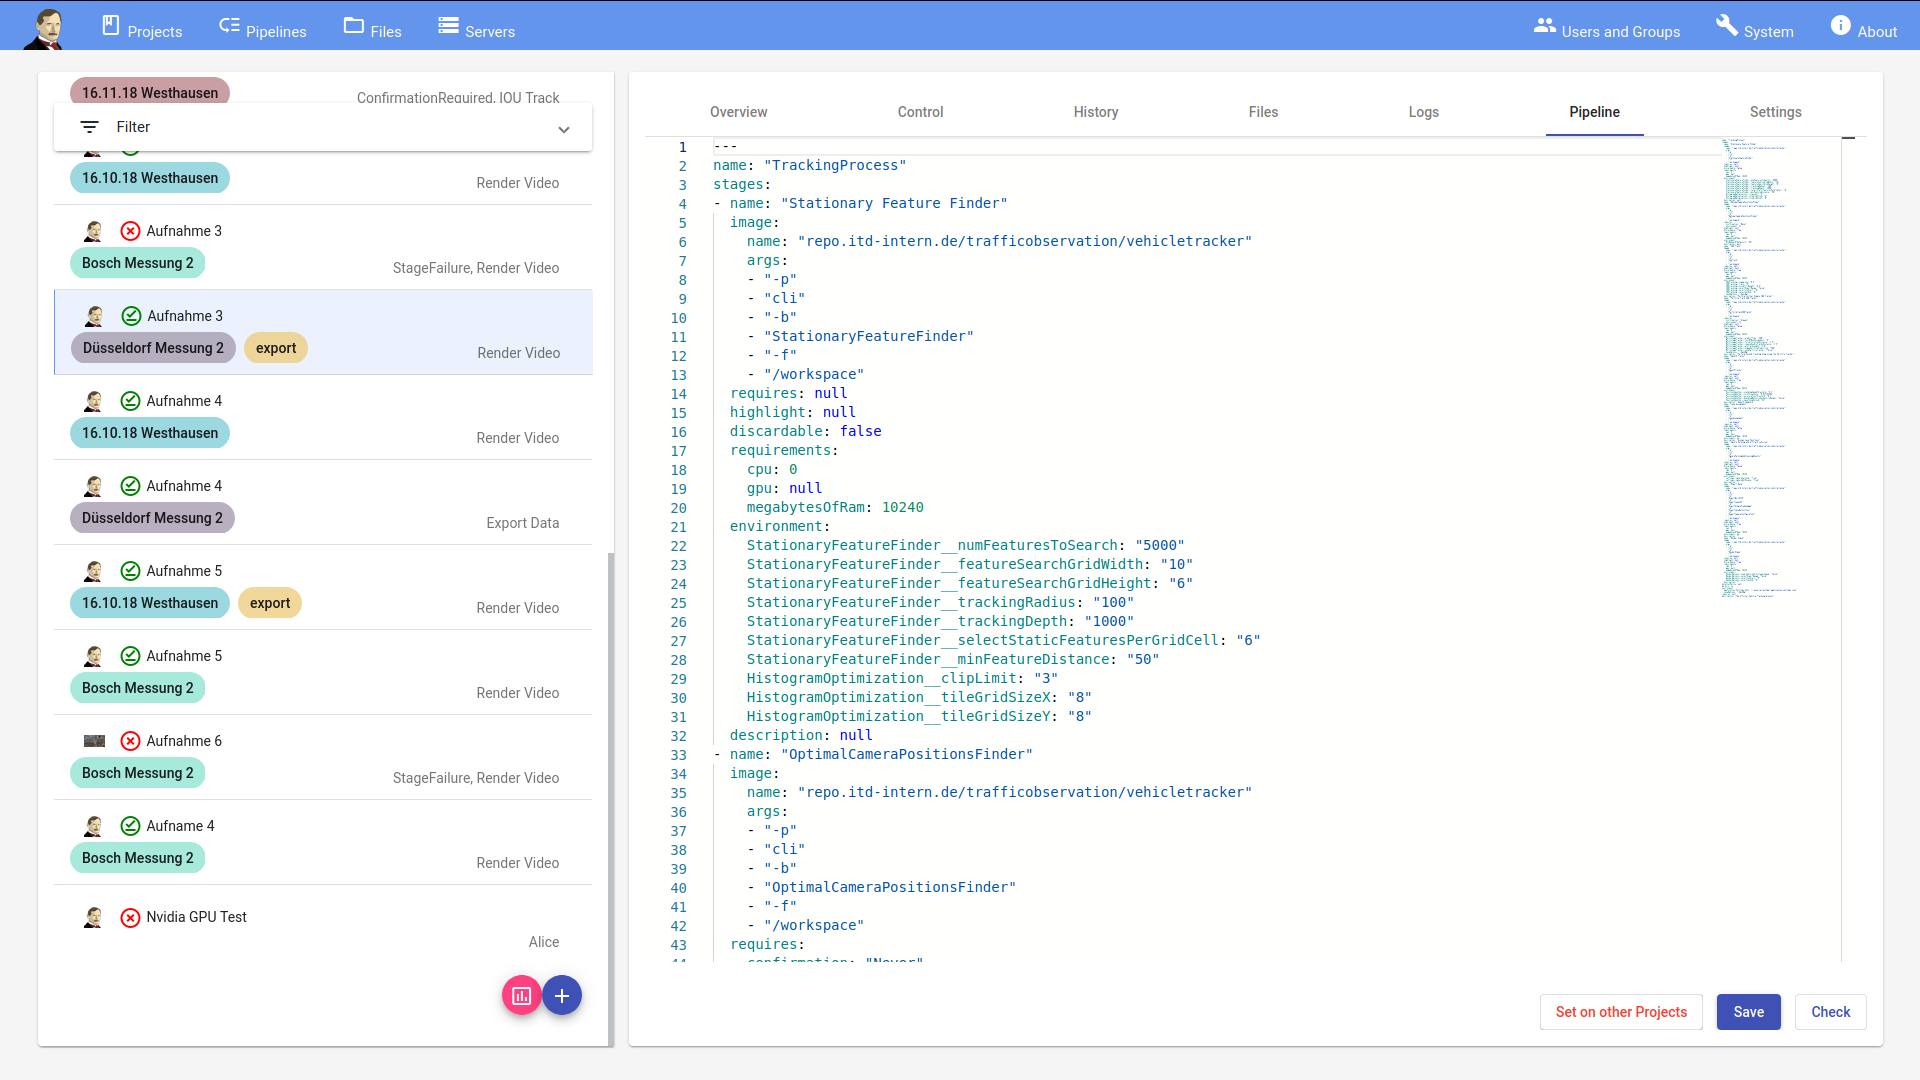 Projects
Pipelines
Files
Servers
Users and Groups
System
About
16.11.18 Westhausen
ConfirmationRequired, IOU Track
Filter
16.10.18 Westhausen
Render Video
Aufnahme 3
Bosch Messung 2
StageFailure, Render Video
Aufnahme 3
Düsseldorf Messung 2
export
Render Video
Aufnahme 4
16.10.18 Westhausen
Render Video
Aufnahme 4
Düsseldorf Messung 2
Export Data
Aufnahme 5
16.10.18 Westhausen
export
Render Video
Aufnahme 5
Bosch Messung 2
Render Video
Aufnahme 6
Bosch Messung 2
StageFailure, Render Video
Aufname 4
Bosch Messung 2
Render Video
Nvidia GPU Test
Alice
Overview
Control
History
Files
Logs
Pipeline
Settings
1 ---
2 name: "TrackingProcess"
3 stages:
4 - name: "Stationary Feature Finder"
5 image:
6 name: "repo.itd-intern.de/trafficobservation/vehicletracker"
7 args:
8 - "-p"
9 - "cli"
10 - "-b"
11 - "StationaryFeatureFinder"
12 - "-f"
13 - "/workspace"
14 requires: null
15 highlight: null
16 discardable: false
17 requirements:
18 cpu: 0
19 gpu: null
20 megabytesOfRam: 10240
21 environment:
22 StationaryFeatureFinder__numFeaturesToSearch: "5000"
23 StationaryFeatureFinder__featureSearchGridWidth: "10"
24 StationaryFeatureFinder__featureSearchGridHeight: "6"
25 StationaryFeatureFinder__trackingRadius: "100"
26 StationaryFeatureFinder__trackingDepth: "1000"
27 StationaryFeatureFinder__selectStaticFeaturesPerGridCell: "6"
28 StationaryFeatureFinder__minFeatureDistance: "50"
29 HistogramOptimization__clipLimit: "3"
30 HistogramOptimization__tileGridSizeX: "8"
31 HistogramOptimization__tileGridSizeY: "8"
32 description: null
33 - name: "OptimalCameraPositionsFinder"
34 image:
35 name: "repo.itd-intern.de/trafficobservation/vehicletracker"
36 args:
37 - "-p"
38 - "cli"
39 - "-b"
40 - "OptimalCameraPositionsFinder"
41 - "-f"
42 - "/workspace"
43 requires:
44 confirmation: "Never"
Set on other Projects
Save
Check